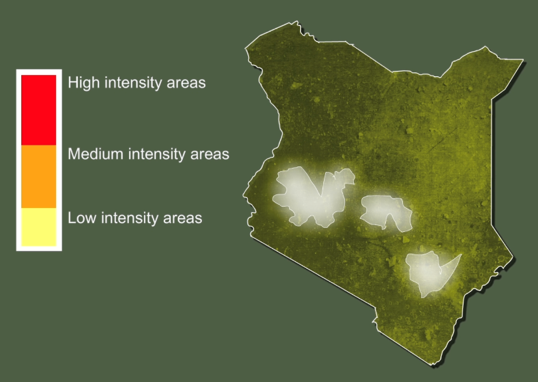 High intensity areas
Medium intensity areas
Low intensity areas